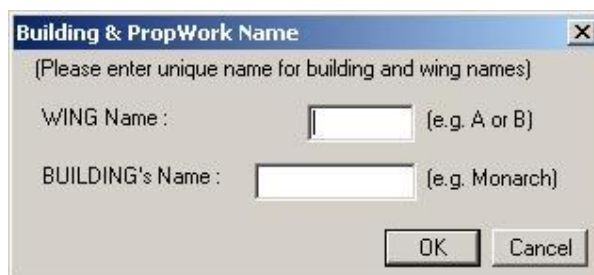 Building & PropWork Name
(Please enter unique name for building and wing names)
WING Name : (e.g. A or B)
BUILDING's Name : (e.g. Monarch)
OK Cancel